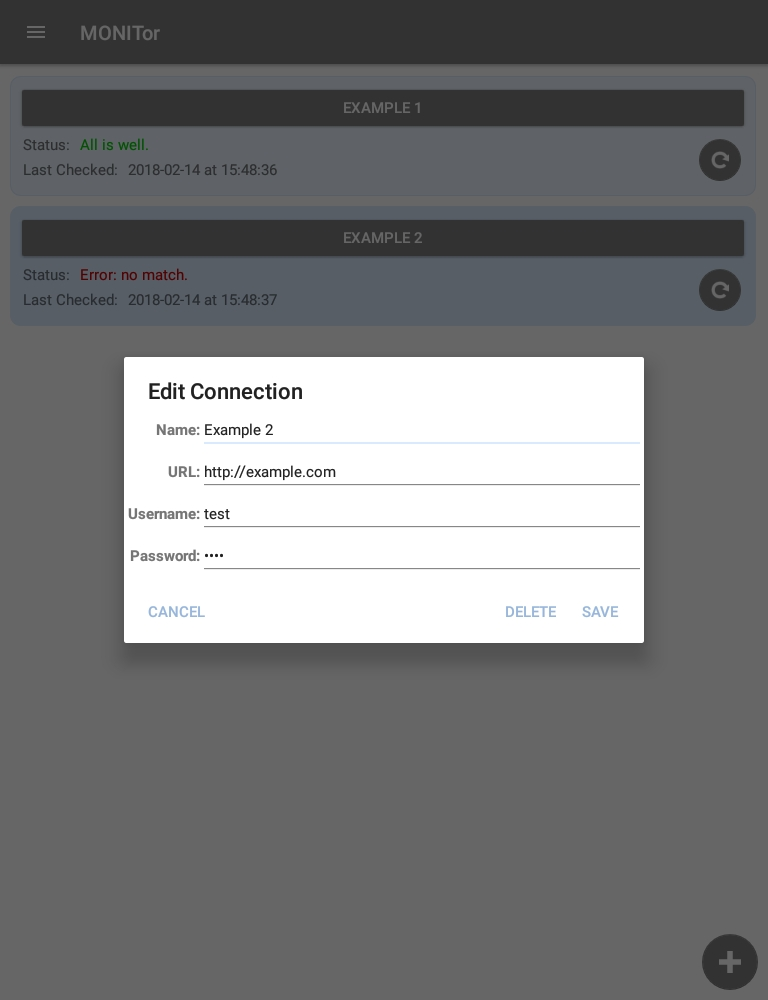 MONITor
EXAMPLE 1
Status: All is well.
Last Checked: 2018-02-14 at 15:48:36
EXAMPLE 2
Status: Error: no match.
Last Checked: 2018-02-14 at 15:48:37
Edit Connection
Name: Example 2
URL: http://example.com
Username: test
Password: ••••
CANCEL DELETE SAVE